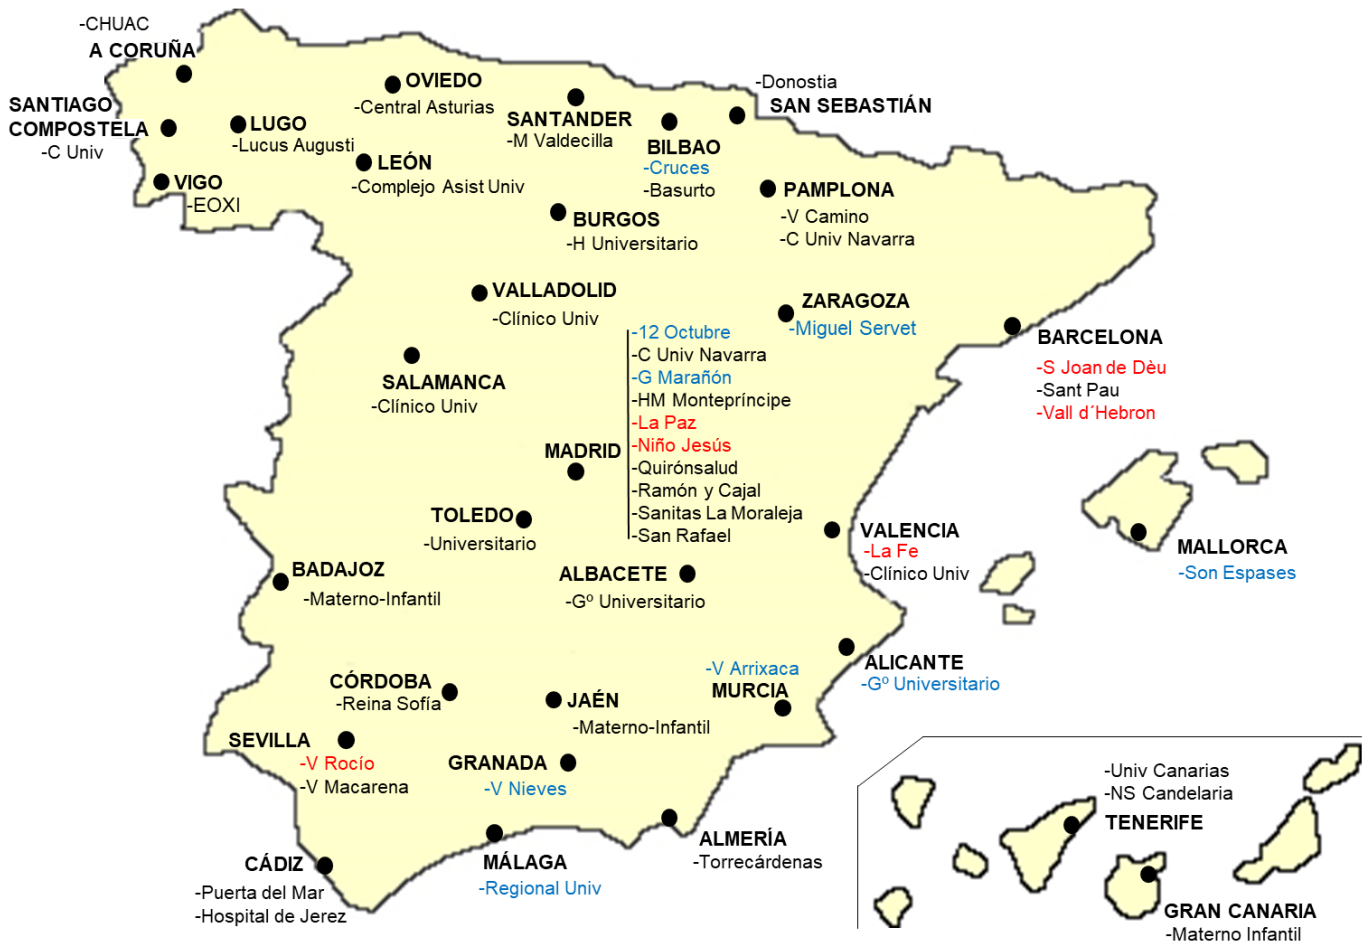 -CHUAC
A CORUÑA
SANTIAGO
COMPOSTELA
-C Univ
LUGO
-Lucus Augusti
VIGO
-EOXI
OVIEDO
-Central Asturias
LEÓN
-Complejo Asist Univ
SANTANDER
-M Valdecilla
BILBAO
-Cruces
-Basurto
-Donostia
SAN SEBASTIÁN
PAMPLONA
-V Camino
-C Univ Navarra
BURGOS
-H Universitario
VALLADOLID
-Clínico Univ
ZARAGOZA
-Miguel Servet
BARCELONA
-S Joan de Dèu
-Sant Pau
-Vall d´Hebron
SALAMANCA
-Clínico Univ
MADRID
-12 Octubre
-C Univ Navarra
-G Marañón
-HM Montepríncipe
-La Paz
-Niño Jesús
-Quirónsalud
-Ramón y Cajal
-Sanitas La Moraleja
-San Rafael
TOLEDO
-Universitario
VALENCIA
-La Fe
-Clínico Univ
MALLORCA
-Son Espases
BADAJOZ
-Materno-Infantil
ALBACETE
-Gº Universitario
ALICANTE
-Gº Universitario
-V Arrixaca
MURCIA
CÓRDOBA
-Reina Sofía
JAÉN
-Materno-Infantil
SEVILLA
-V Rocío
-V Macarena
GRANADA
-V Nieves
ALMERÍA
-Torrecárdenas
MÁLAGA
-Regional Univ
CÁDIZ
-Puerta del Mar
-Hospital de Jerez
-Univ Canarias
-NS Candelaria
TENERIFE
GRAN CANARIA
-Materno Infantil